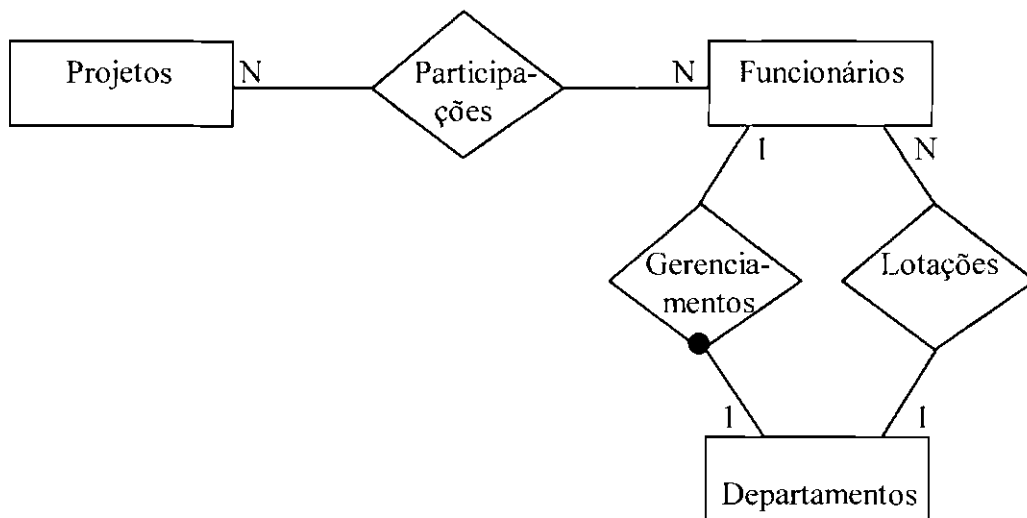 Projetos
N
Participa-
ções
N
Funcionários
1
N
Gerencia-
mentos
Lotações
1
1
Departamentos